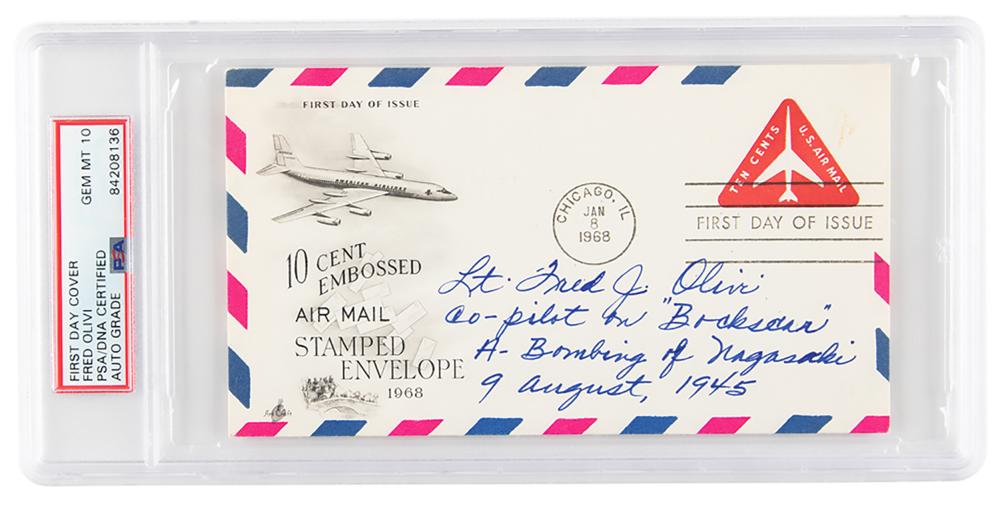 FIRST DAY COVER
FRED OLIVI
PSA/DNA CERTIFIED
AUTO GRADE
GEM MT 10
84208136
PSA
FIRST DAY OF ISSUE
10 CENT
EMBOSSED
AIR MAIL
STAMPED
ENVELOPE
1968
CHICAGO, IL
JAN
8
1968
TEN CENTS
U.S. AIR MAIL
FIRST DAY OF ISSUE
Lt. Fred J. Olivi
Co-pilot on "Bockscar"
A-Bombing of Nagasaki
9 August, 1945